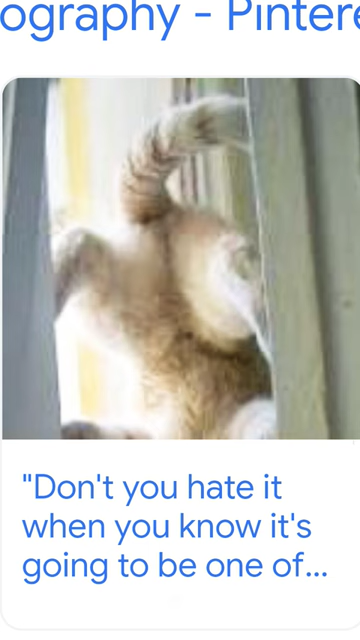 ography - Pintere
"Don't you hate it
when you know it's
going to be one of...